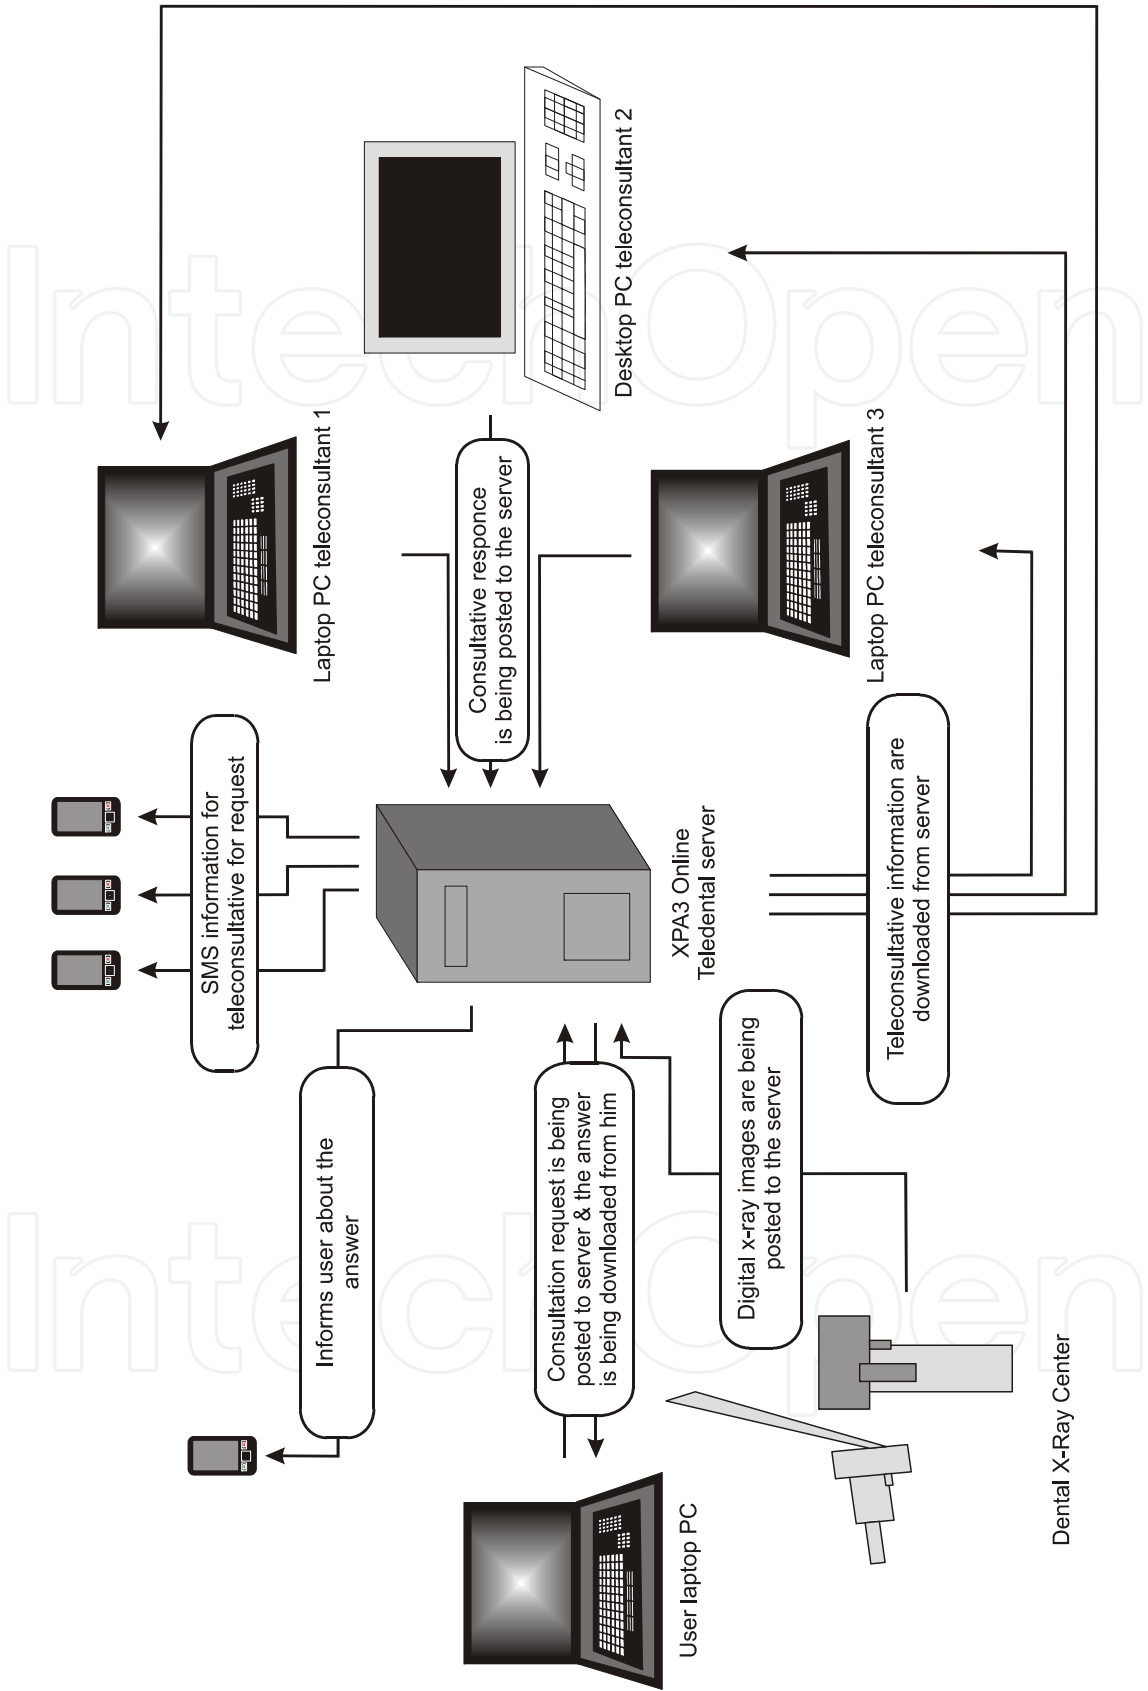 SMS information for
teleconsultative for request
Laptop PC teleconsultant 1
Informs user about the
answer
Consultative responce
is being posted to the server
Desktop PC teleconsultant 2
User laptop PC
Consultation request is being
posted to server & the answer
is being downloaded from him
XPA3 Online
Teledental server
Digital x-ray images are being
posted to the server
Laptop PC teleconsultant 3
Teleconsultative information are
downloaded from server
Dental X-Ray Center
IntechOpen
IntechOpen